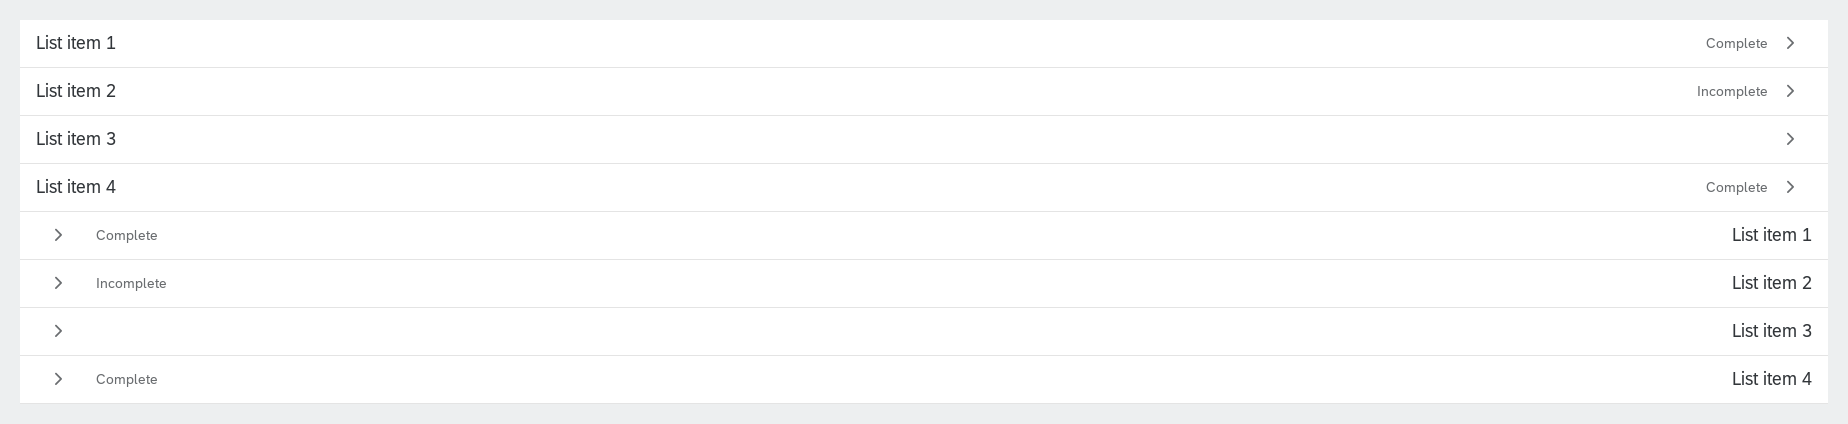 List item 1 Complete
List item 2 Incomplete
List item 3
List item 4 Complete
Complete List item 1
Incomplete List item 2
List item 3
Complete List item 4